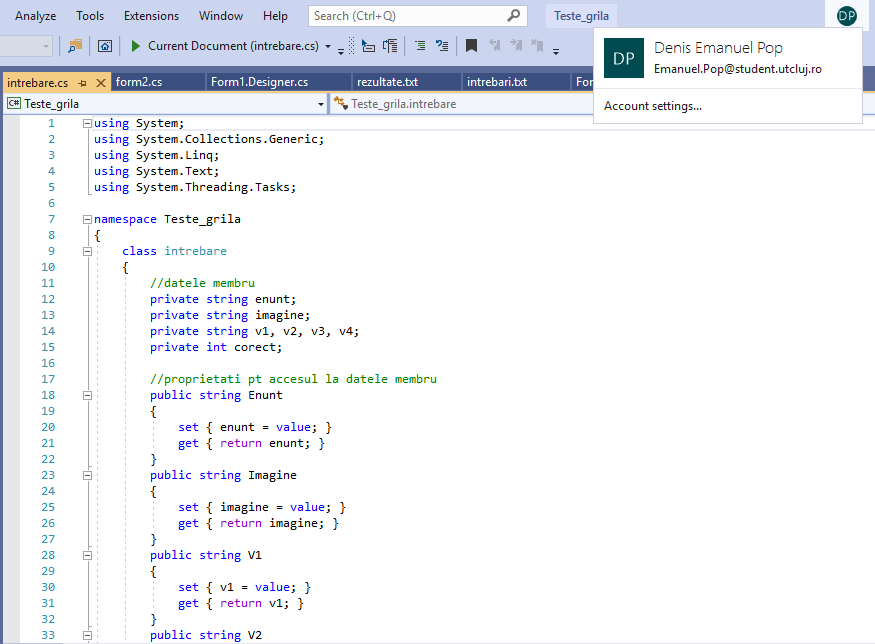 Analyze Tools Extensions Window Help Search (Ctrl+Q) Teste_grila DP
Current Document (intrebare.cs)
DP Denis Emanuel Pop
Emanuel.Pop@student.utcluj.ro
Account settings...
intrebare.cs form2.cs Form1.Designer.cs rezultate.txt intrebari.txt For
C# Teste_grila Teste_grila.intrebare
1 using System;
2 using System.Collections.Generic;
3 using System.Linq;
4 using System.Text;
5 using System.Threading.Tasks;
6
7 namespace Teste_grila
8 {
9 class intrebare
10 {
11 //datele membru
12 private string enunt;
13 private string imagine;
14 private string v1, v2, v3, v4;
15 private int corect;
16
17 //proprietati pt accesul la datele membru
18 public string Enunt
19 {
20 set { enunt = value; }
21 get { return enunt; }
22 }
23 public string Imagine
24 {
25 set { imagine = value; }
26 get { return imagine; }
27 }
28 public string V1
29 {
30 set { v1 = value; }
31 get { return v1; }
32 }
33 public string V2